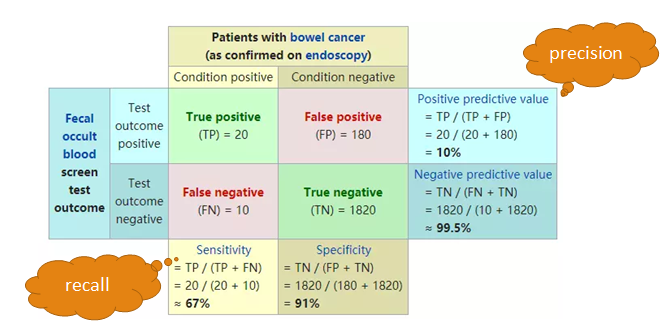 Patients with bowel cancer
(as confirmed on endoscopy)
precision
Condition positive
Condition negative
Fecal
occult
blood
screen
test
outcome
Test
outcome
positive
True positive
(TP) = 20
False positive
(FP) = 180
Positive predictive value
= TP / (TP + FP)
= 20 / (20 + 180)
= 10%
Test
outcome
negative
False negative
(FN) = 10
True negative
(TN) = 1820
Negative predictive value
= TN / (FN + TN)
= 1820 / (10 + 1820)
≈ 99.5%
recall
Sensitivity
= TP / (TP + FN)
= 20 / (20 + 10)
≈ 67%
Specificity
= TN / (FP + TN)
= 1820 / (180 + 1820)
= 91%